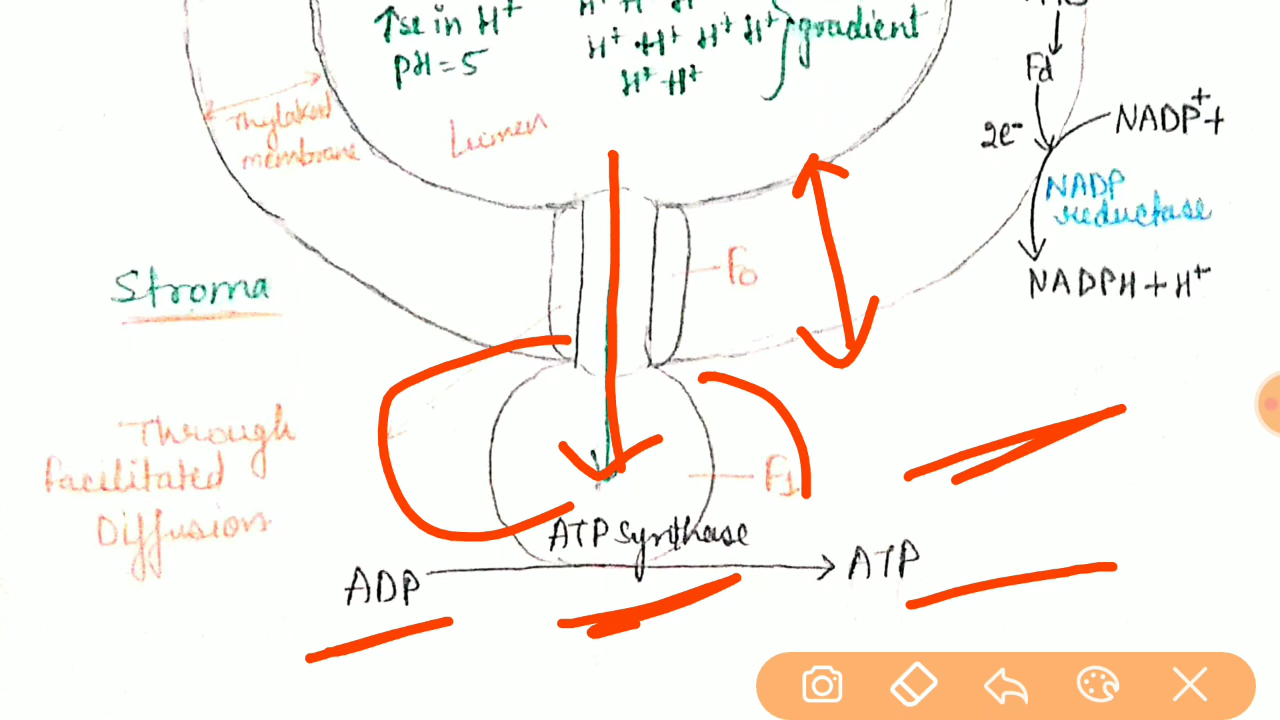 ↑se in H⁺
pH = 5
H⁺ H⁺ H⁺
H⁺ H⁺ H⁺ H⁺
H⁺ H⁺
gradient
Fd
2e⁻
NADP⁺ +
NADP
reductase
NADPH + H⁺
Thylakoid
membrane
Lumen
F₀
Stroma
Through
facilitated
Diffusion
F₁
ATP synthase
ADP → ATP